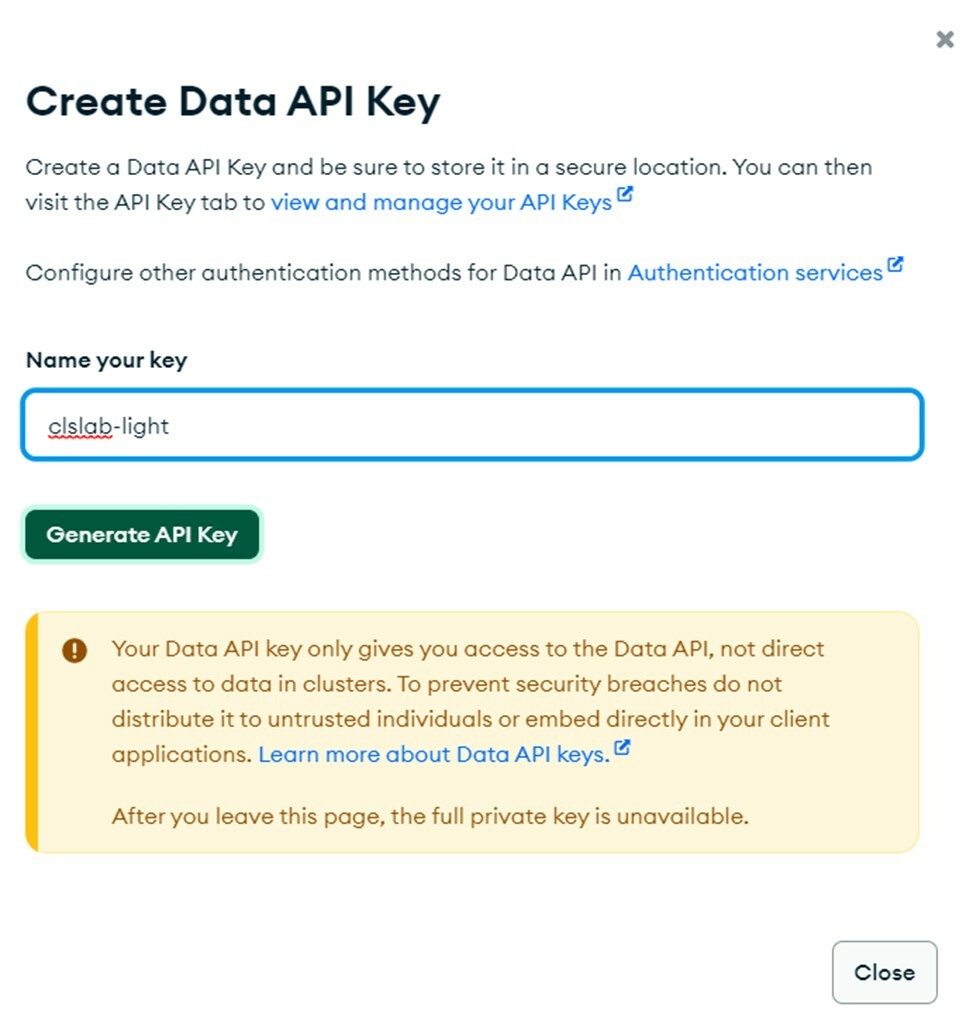 Create Data API Key
Create a Data API Key and be sure to store it in a secure location. You can then
visit the API Key tab to view and manage your API Keys
Configure other authentication methods for Data API in Authentication services
Name your key
clslab-light
Generate API Key
Your Data API key only gives you access to the Data API, not direct
access to data in clusters. To prevent security breaches do not
distribute it to untrusted individuals or embed directly in your client
applications. Learn more about Data API keys.
After you leave this page, the full private key is unavailable.
Close